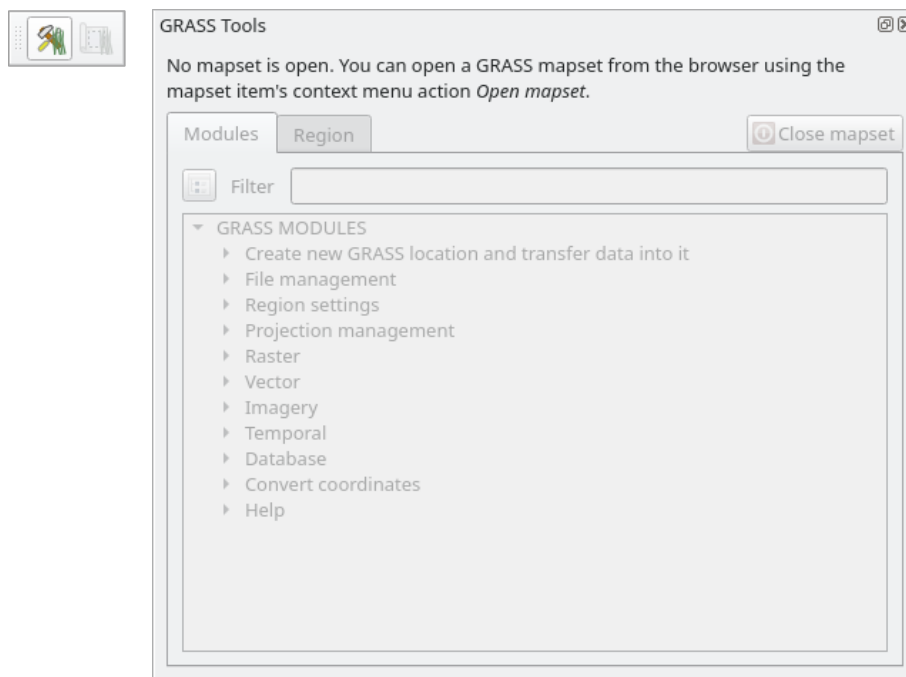 GRASS Tools
No mapset is open. You can open a GRASS mapset from the browser using the
mapset item's context menu action Open mapset.
Modules
Region
Close mapset
Filter
GRASS MODULES
Create new GRASS location and transfer data into it
File management
Region settings
Projection management
Raster
Vector
Imagery
Temporal
Database
Convert coordinates
Help